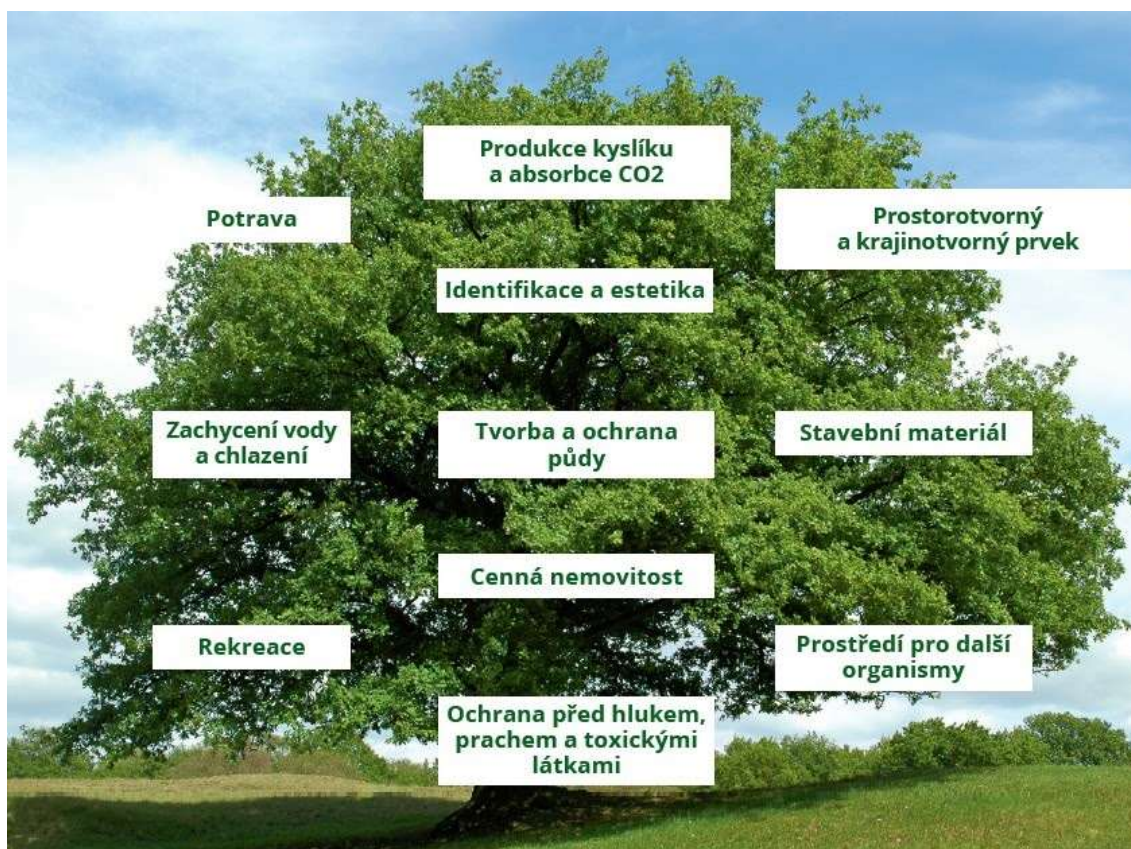 Produkce kyslíku
a absorbce CO2
Potrava
Prostorotvorný
a krajinotvorný prvek
Identifikace a estetika
Zachycení vody
a chlazení
Tvorba a ochrana
půdy
Stavební materiál
Cenná nemovitost
Rekreace
Prostředí pro další
organismy
Ochrana před hlukem,
prachem a toxickými
látkami